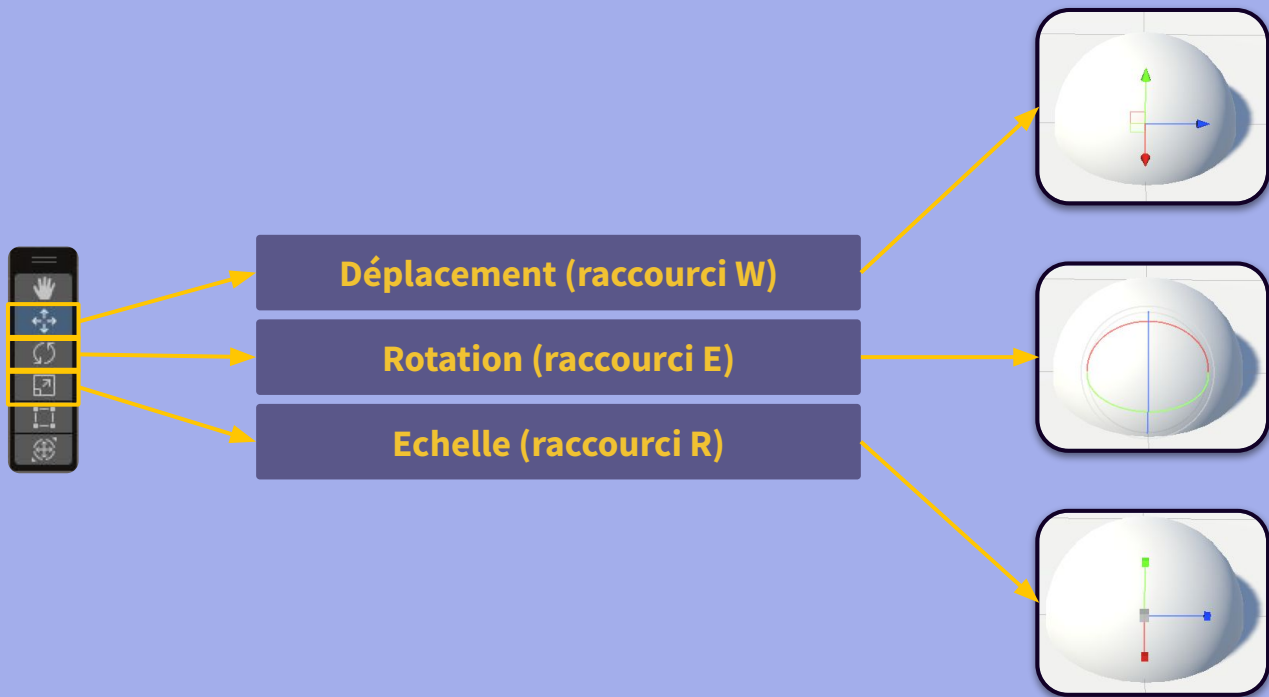 Déplacement (raccourci W)
Rotation (raccourci E)
Echelle (raccourci R)